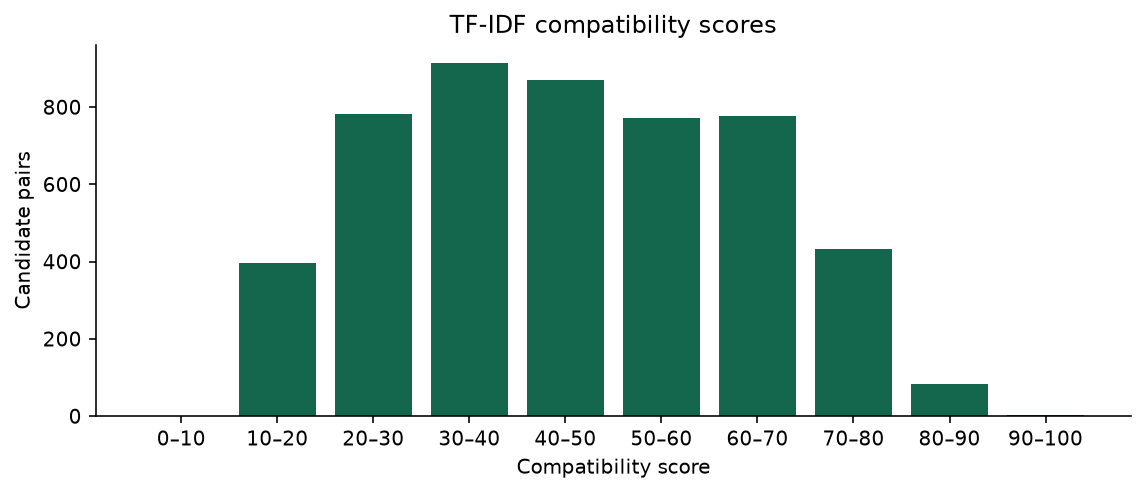 TF-IDF compatibility scores
Candidate pairs
800
600
400
200
0
0–10 10–20 20–30 30–40 40–50 50–60 60–70 70–80 80–90 90–100
Compatibility score